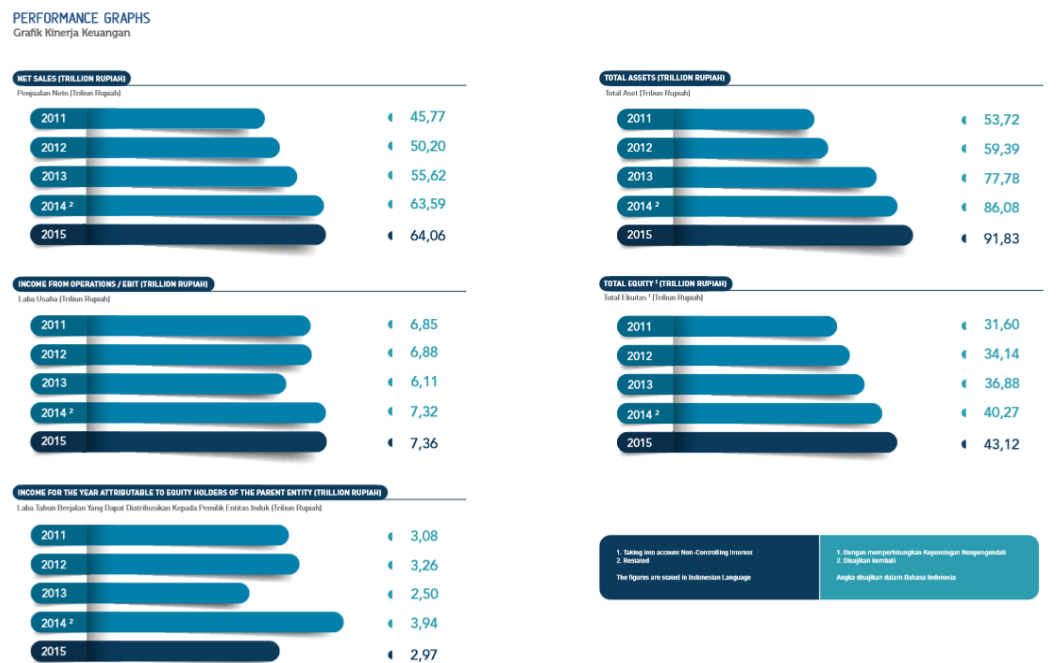 PERFORMANCE GRAPHS
Grafik Kinerja Keuangan
NET SALES (TRILLION RUPIAH)
Penjualan Neto (Triliun Rupiah)
2011 45,77
2012 50,20
2013 55,62
2014 ² 63,59
2015 64,06
INCOME FROM OPERATIONS / EBIT (TRILLION RUPIAH)
Laba Usaha (Triliun Rupiah)
2011 6,85
2012 6,88
2013 6,11
2014 ² 7,32
2015 7,36
INCOME FOR THE YEAR ATTRIBUTABLE TO EQUITY HOLDERS OF THE PARENT ENTITY (TRILLION RUPIAH)
Laba Tahun Berjalan Yang Dapat Diatribusikan Kepada Pemilik Entitas Induk (Triliun Rupiah)
2011 3,08
2012 3,26
2013 2,50
2014 ² 3,94
2015 2,97
TOTAL ASSETS (TRILLION RUPIAH)
Total Aset (Triliun Rupiah)
2011 53,72
2012 59,39
2013 77,78
2014 ² 86,08
2015 91,83
TOTAL EQUITY ¹ (TRILLION RUPIAH)
Total Ekuitas ¹ (Triliun Rupiah)
2011 31,60
2012 34,14
2013 36,88
2014 ² 40,27
2015 43,12
1. Taking into account Non-Controlling Interest
2. Restated
The figures are stated in Indonesian Language
1. Dengan memperhitungkan Kepentingan Nonpengendali
2. Disajikan kembali
Angka disajikan dalam Bahasa Indonesia